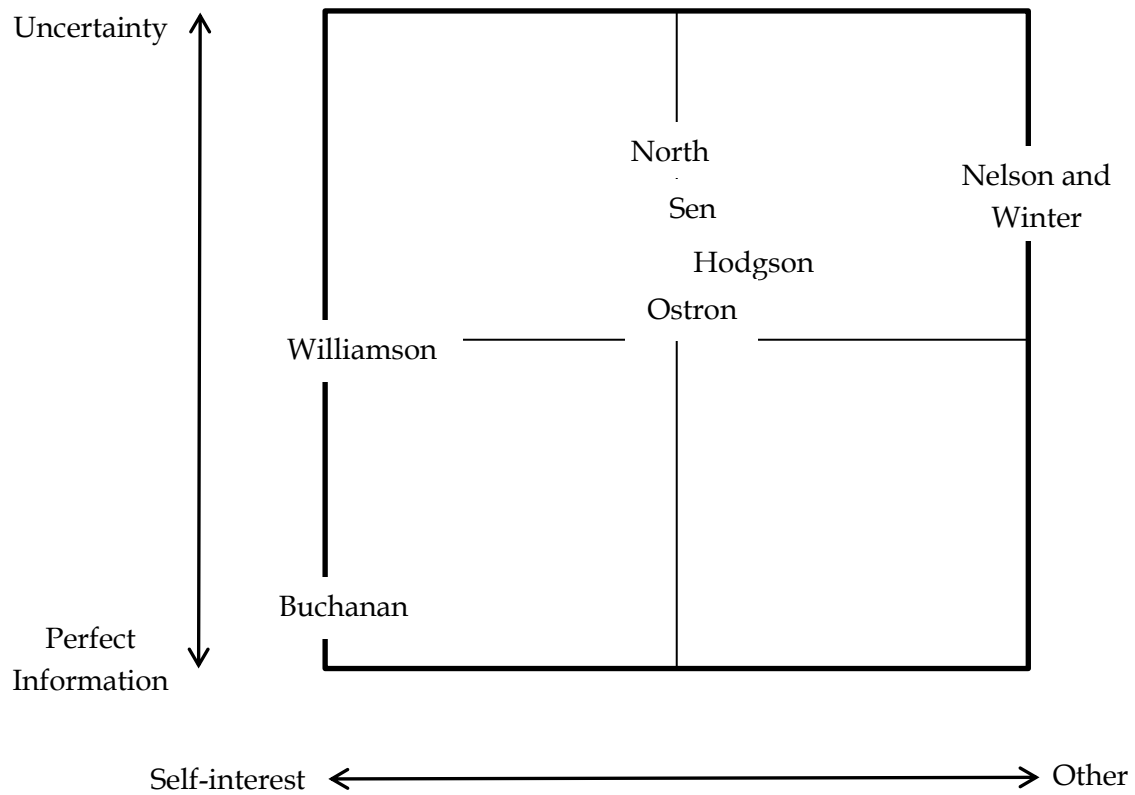 Uncertainty
North
Nelson and
Winter
Sen
Hodgson
Ostron
Williamson
Buchanan
Perfect
Information
Self-interest
Other